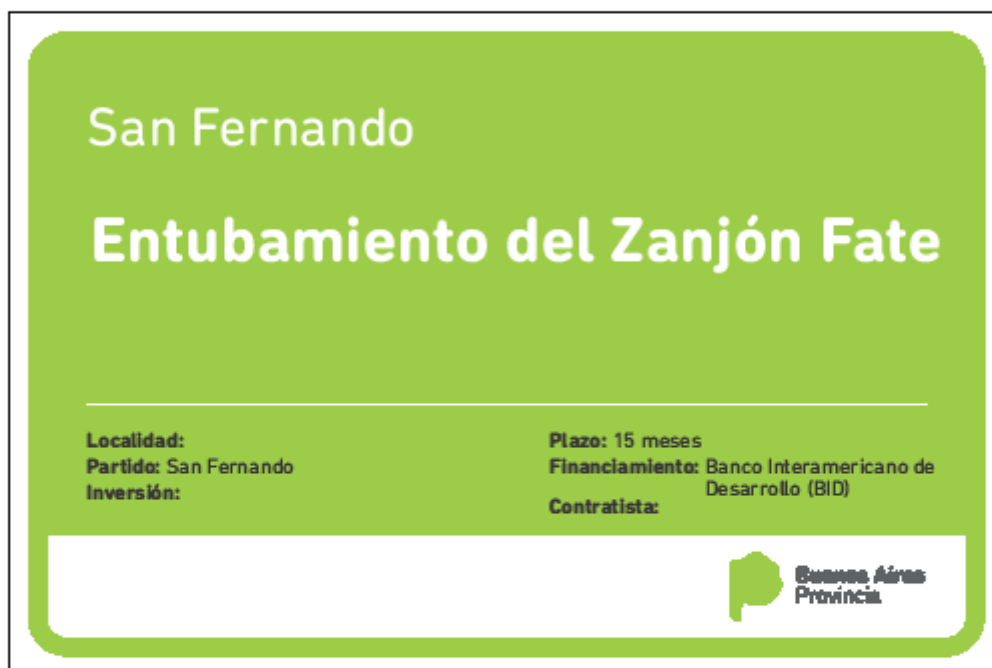 San Fernando
Entubamiento del Zanjón Fate
Localidad:
Partido: San Fernando
Inversión:
Plazo: 15 meses
Financiamiento: Banco Interamericano de
Desarrollo (BID)
Contratista:
Buenos Aires
Provincia